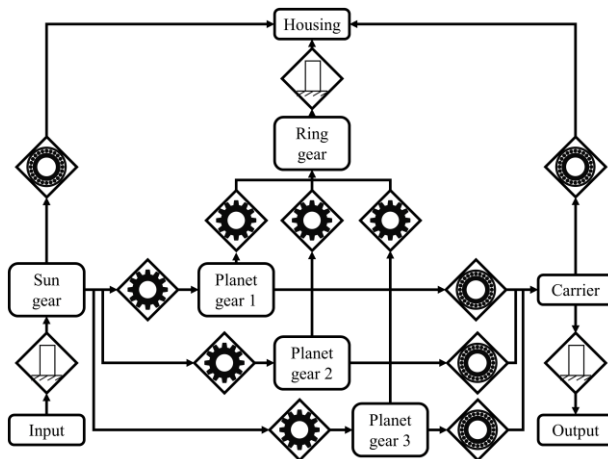 Housing
Ring
gear
Sun
gear
Planet
gear 1
Carrier
Planet
gear 2
Input
Planet
gear 3
Output